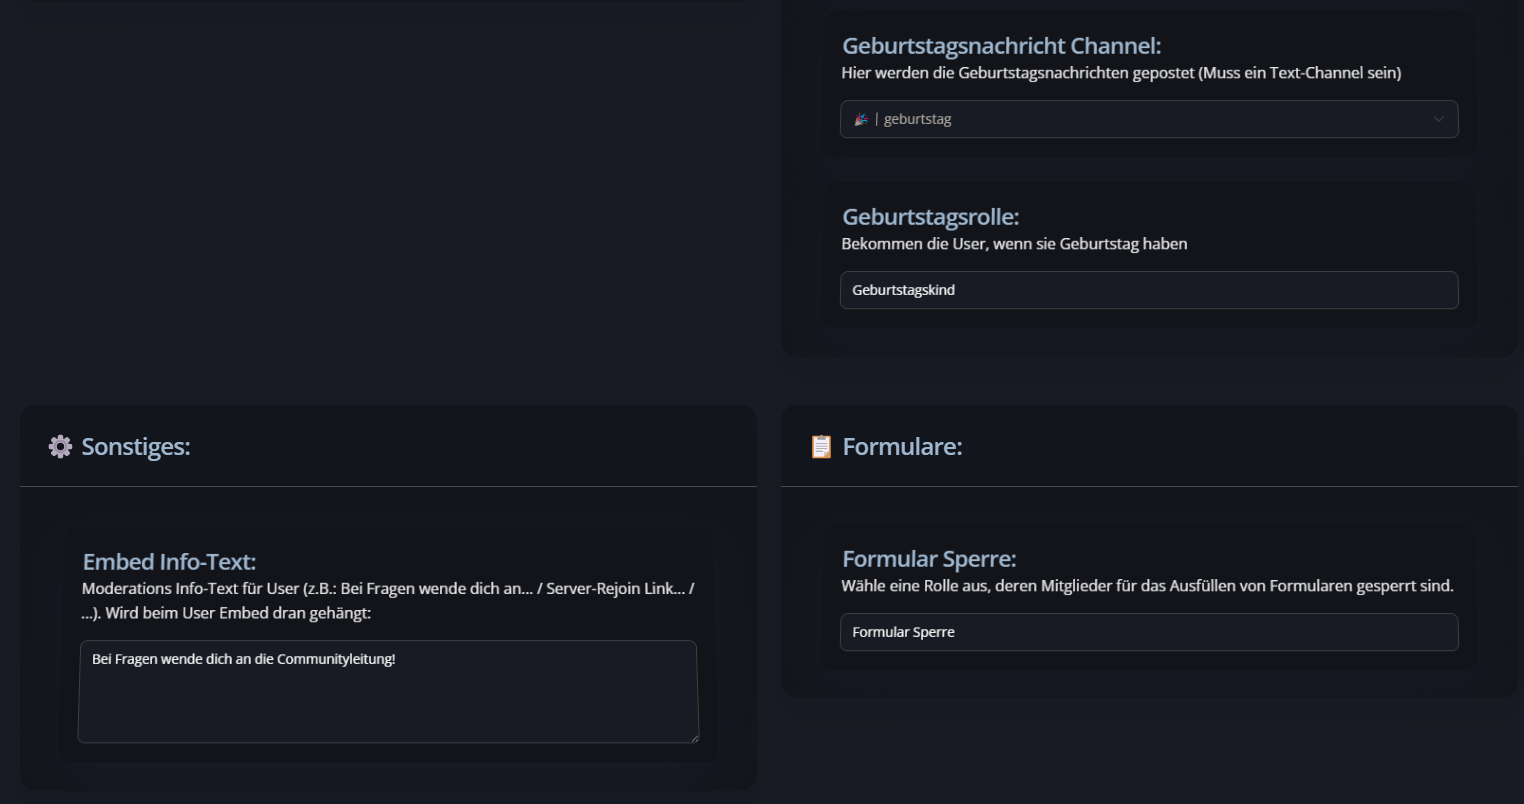 Geburtstagsnachricht Channel:
Hier werden die Geburtstagsnachrichten gepostet (Muss ein Text-Channel sein)
🎉 | geburtstag
Geburtstagsrolle:
Bekommen die User, wenn sie Geburtstag haben
Geburtstagskind
Sonstiges:
Embed Info-Text:
Moderations Info-Text für User (z.B.: Bei Fragen wende dich an... / Server-Rejoin Link... /
...). Wird beim User Embed dran gehängt:
Bei Fragen wende dich an die Communityleitung!
Formulare:
Formular Sperre:
Wähle eine Rolle aus, deren Mitglieder für das Ausfüllen von Formularen gesperrt sind.
Formular Sperre